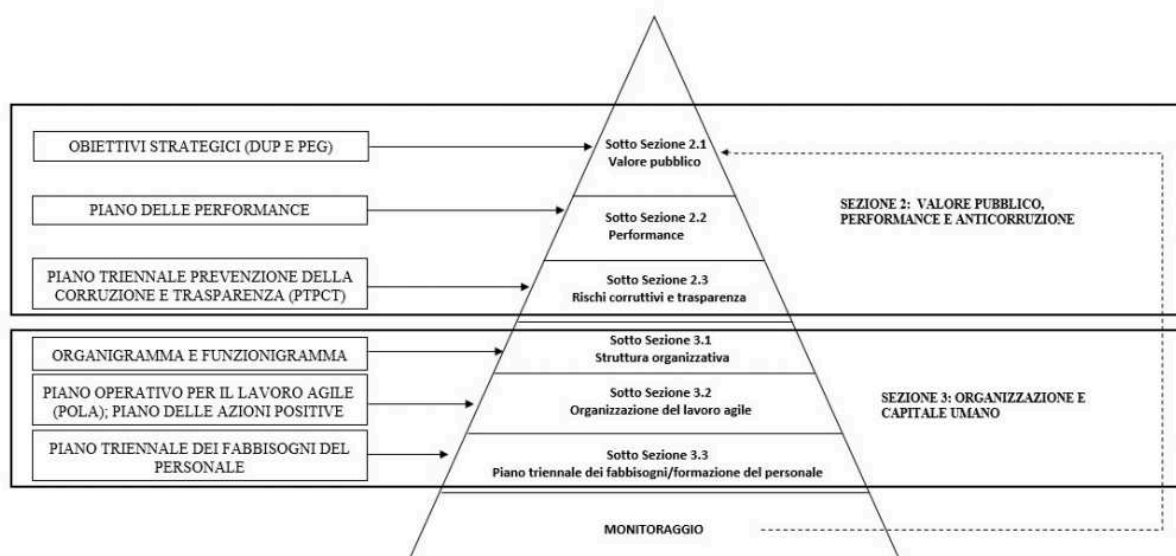 OBIETTIVI STRATEGICI (DUP E PEG)
Sotto Sezione 2.1
Valore pubblico
PIANO DELLE PERFORMANCE
Sotto Sezione 2.2
Performance
SEZIONE 2: VALORE PUBBLICO,
PERFORMANCE E ANTICORRUZIONE
PIANO TRIENNALE PREVENZIONE DELLA
CORRUZIONE E TRASPARENZA (PTPCT)
Sotto Sezione 2.3
Rischi corruttivi e trasparenza
ORGANIGRAMMA E FUNZIONIGRAMMA
Sotto Sezione 3.1
Struttura organizzativa
PIANO OPERATIVO PER IL LAVORO AGILE
(POLA); PIANO DELLE AZIONI POSITIVE
Sotto Sezione 3.2
Organizzazione del lavoro agile
SEZIONE 3: ORGANIZZAZIONE E
CAPITALE UMANO
PIANO TRIENNALE DEI FABBISOGNI DEL
PERSONALE
Sotto Sezione 3.3
Piano triennale dei fabbisogni/formazione del personale
MONITORAGGIO